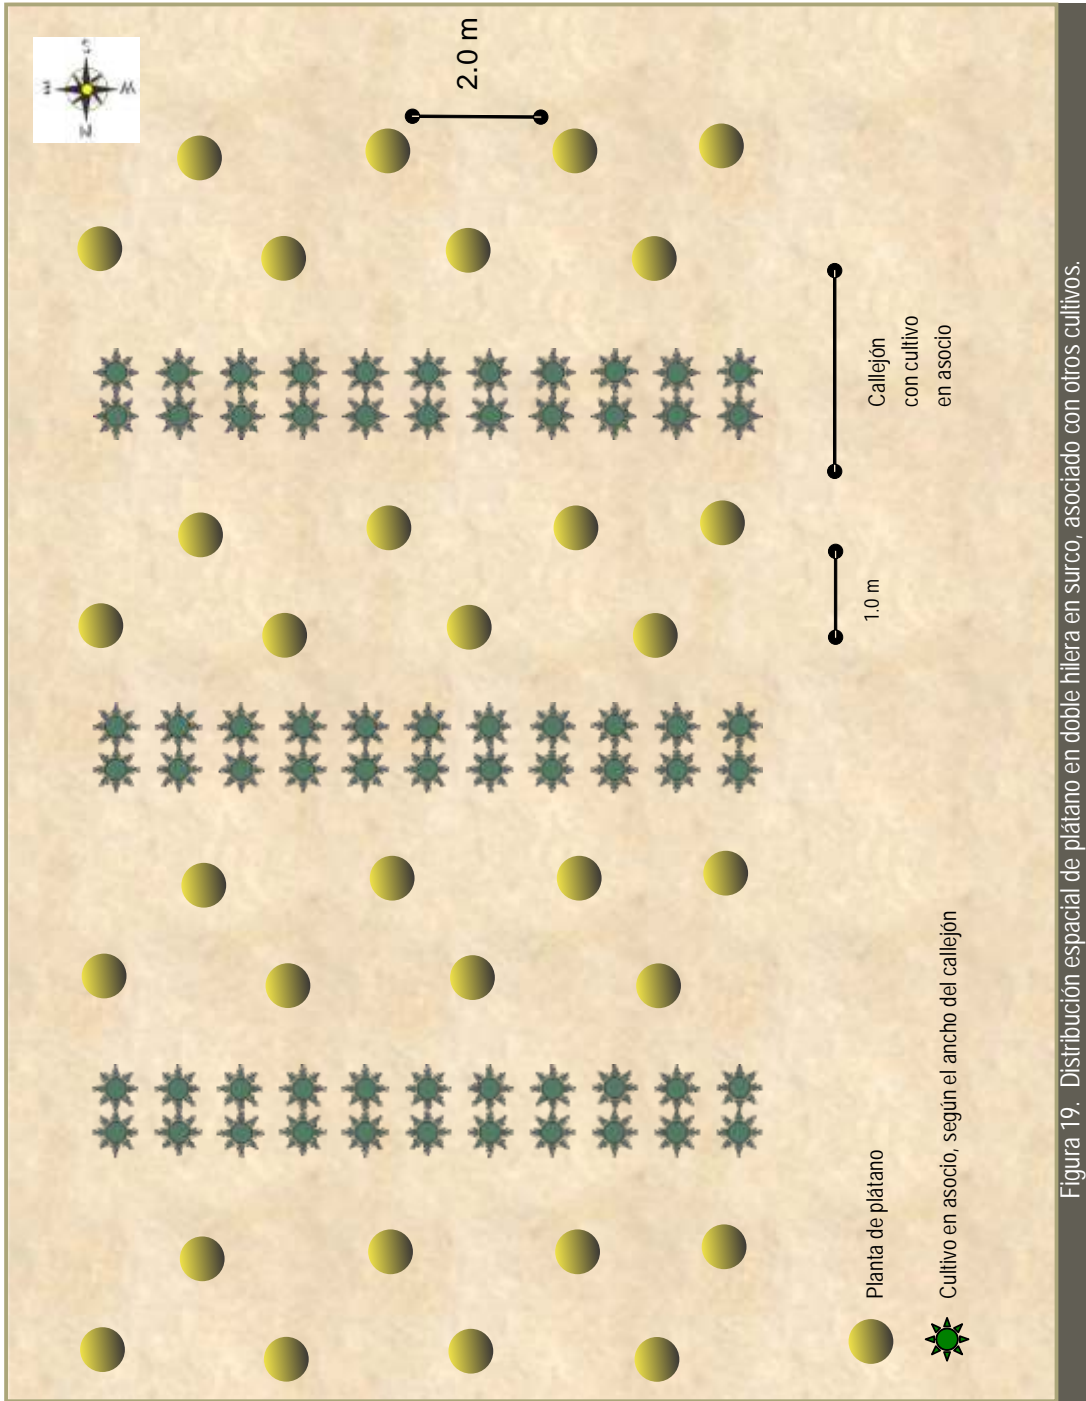 S
E
W
N
2.0 m
Callejón
con cultivo
en asocio
1.0 m
Planta de plátano
Cultivo en asocio, según el ancho del callejón
Figura 19. Distribución espacial de plátano en doble hilera en surco, asociado con otros cultivos.